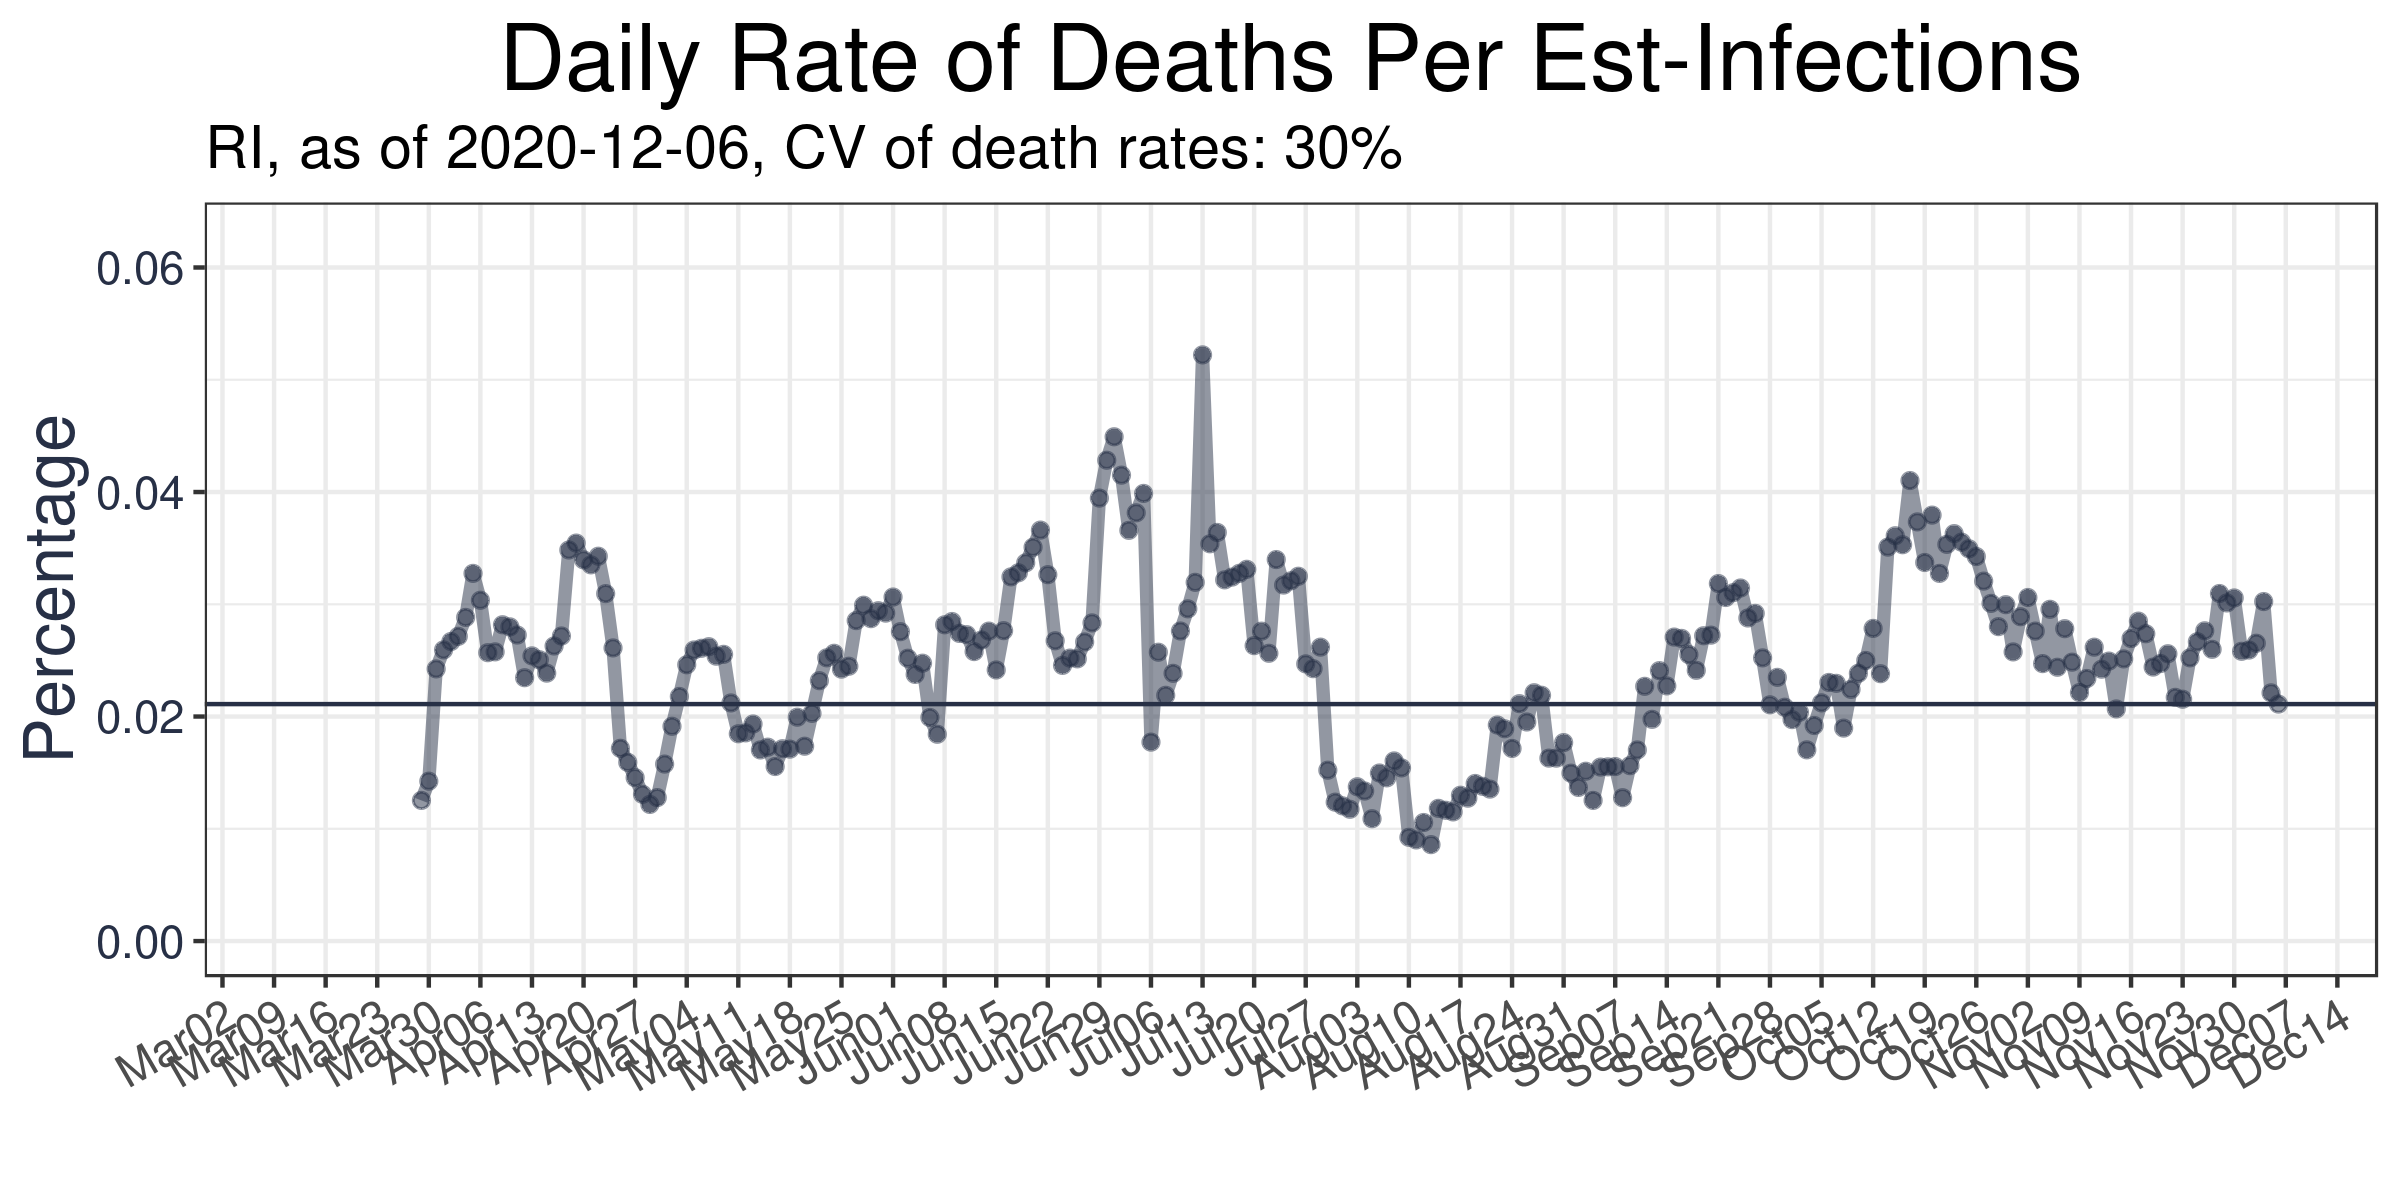 Daily Rate of Deaths Per Est-Infections
RI, as of 2020-12-06, CV of death rates: 30%
Percentage
0.06
0.04
0.02
0.00
Mar02
Mar09
Mar16
Mar23
Mar30
Apr06
Apr13
Apr20
Apr27
May04
May11
May18
May25
Jun01
Jun08
Jun15
Jun22
Jun29
Jul06
Jul13
Jul20
Jul27
Aug03
Aug10
Aug17
Aug24
Aug31
Sep07
Sep14
Sep21
Sep28
Oct05
Oct12
Oct19
Oct26
Nov02
Nov09
Nov16
Nov23
Nov30
Dec07
Dec14